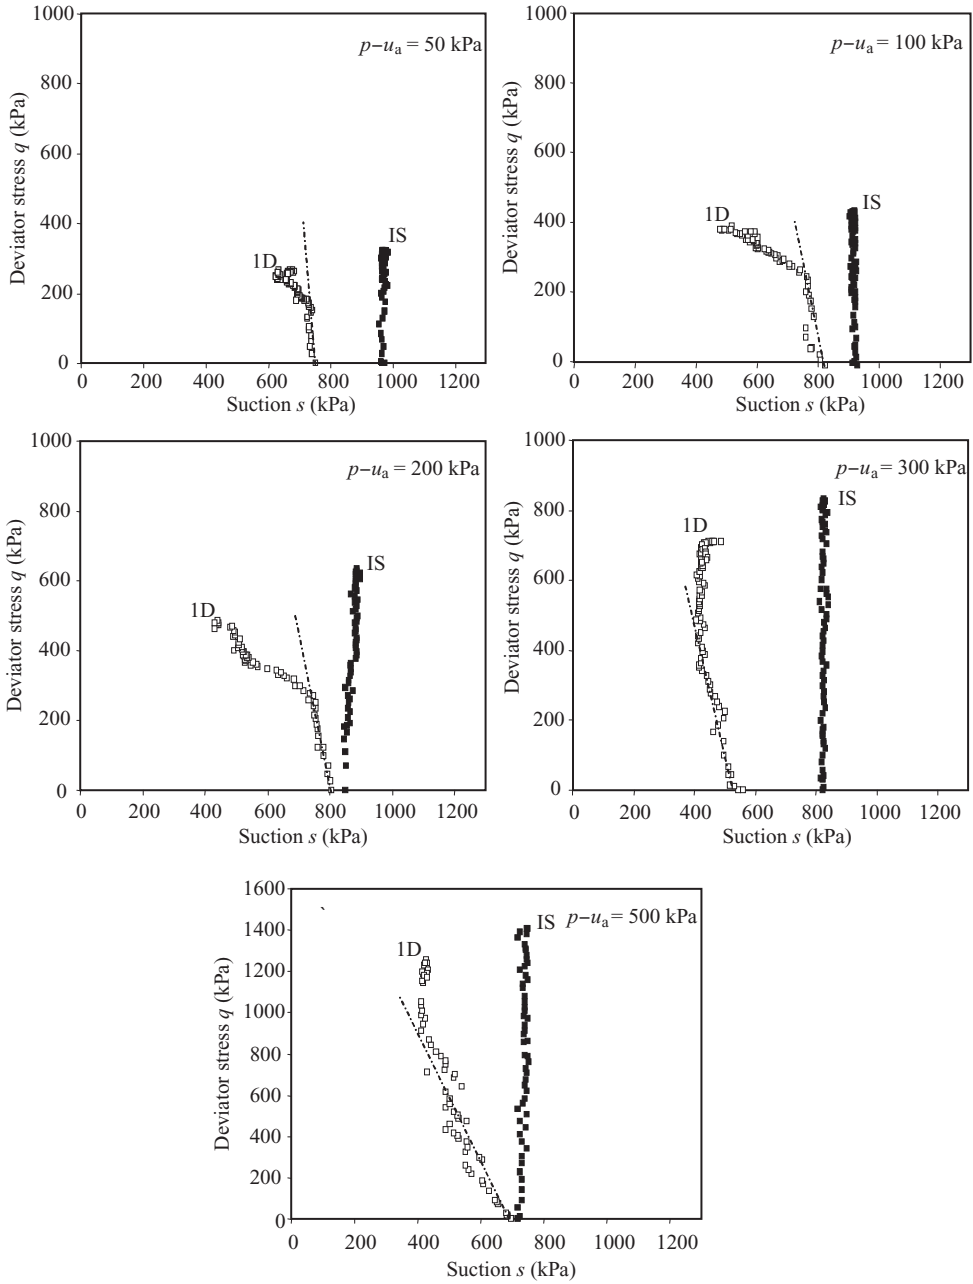 p−uₐ = 50 kPa
Deviator stress q (kPa)
1000
800
600
400
200
0
1D
IS
0 200 400 600 800 1000 1200
Suction s (kPa)
p−uₐ = 100 kPa
Deviator stress q (kPa)
1000
800
600
400
200
0
1D
IS
0 200 400 600 800 1000 1200
Suction s (kPa)
p−uₐ = 200 kPa
Deviator stress q (kPa)
1000
800
600
400
200
0
1D
IS
0 200 400 600 800 1000 1200
Suction s (kPa)
p−uₐ = 300 kPa
Deviator stress q (kPa)
1000
800
600
400
200
0
1D
IS
0 200 400 600 800 1000 1200
Suction s (kPa)
IS p−uₐ = 500 kPa
Deviator stress q (kPa)
1600
1400
1200
1000
800
600
400
200
0
1D
0 200 400 600 800 1000 1200
Suction s (kPa)